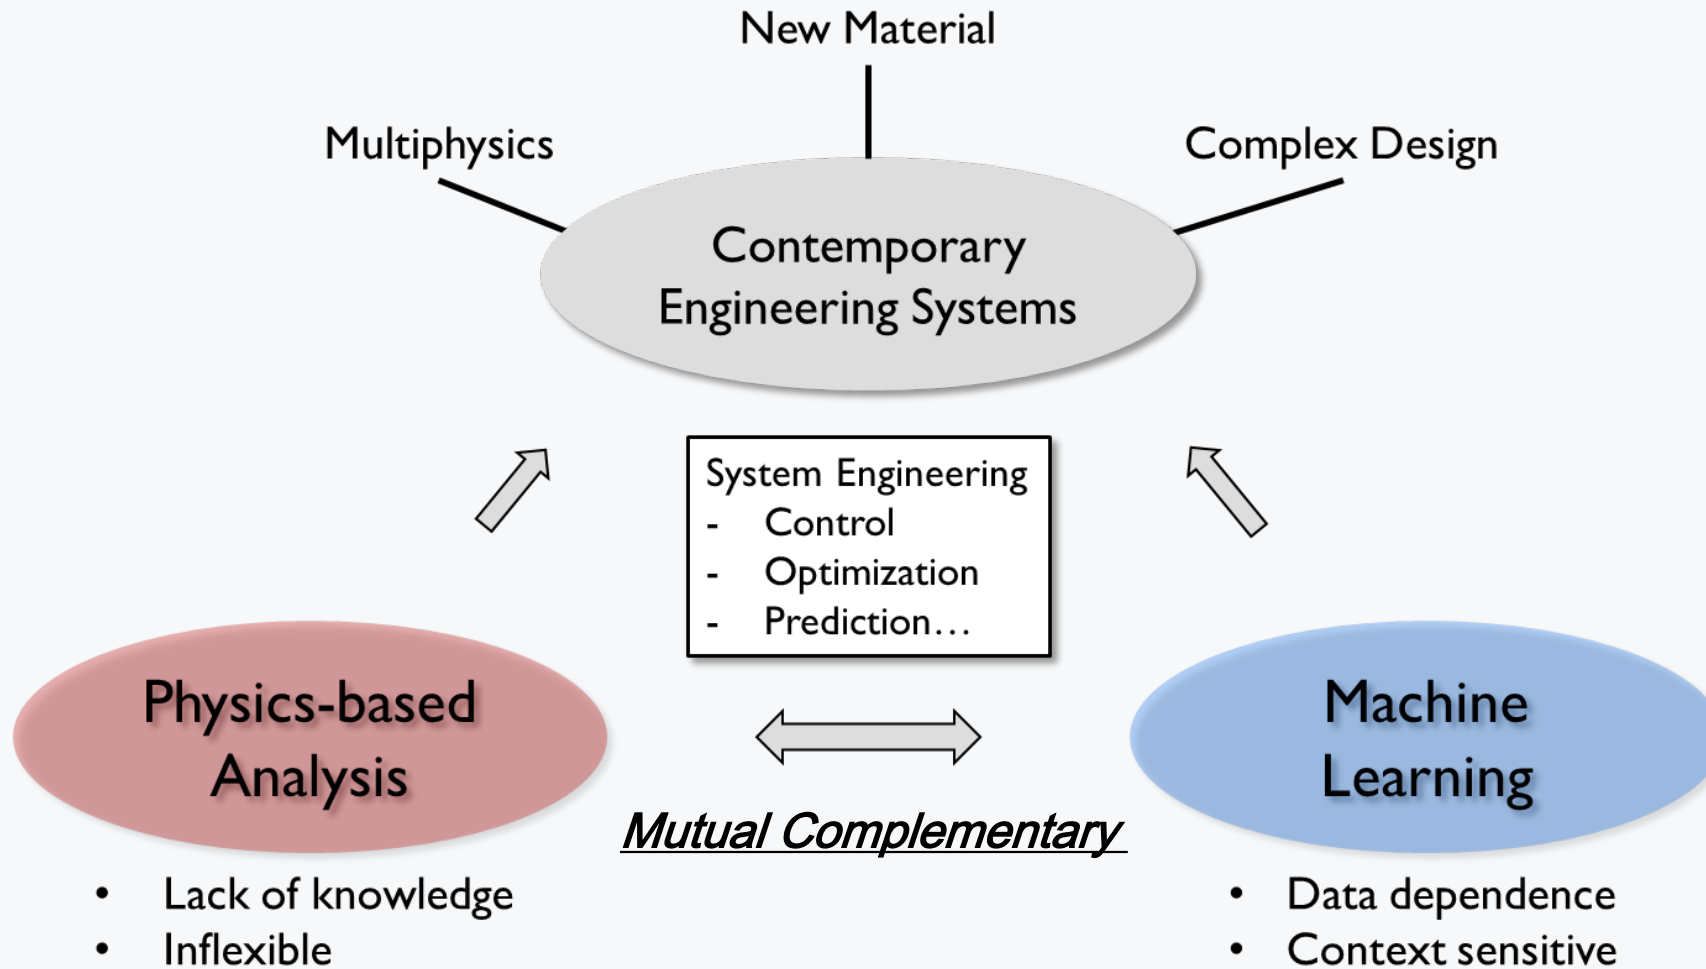 New Material
Multiphysics
Complex Design
Contemporary
Engineering Systems
System Engineering
- Control
- Optimization
- Prediction…
Physics-based
Analysis
Machine
Learning
Mutual Complementary
• Lack of knowledge
• Inflexible
• Data dependence
• Context sensitive